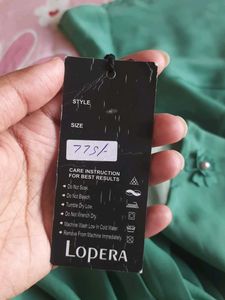 STYLE
SIZE
775/-
CARE INSTRUCTION
FOR BEST RESULTS
• Do Not Soak
• Do Not Bleach
• Tumble Dry Low
• Do Not Wrench Dry
• Machine Wash Low in Cold Water
• Remove From Machine Immediately
LOPERA